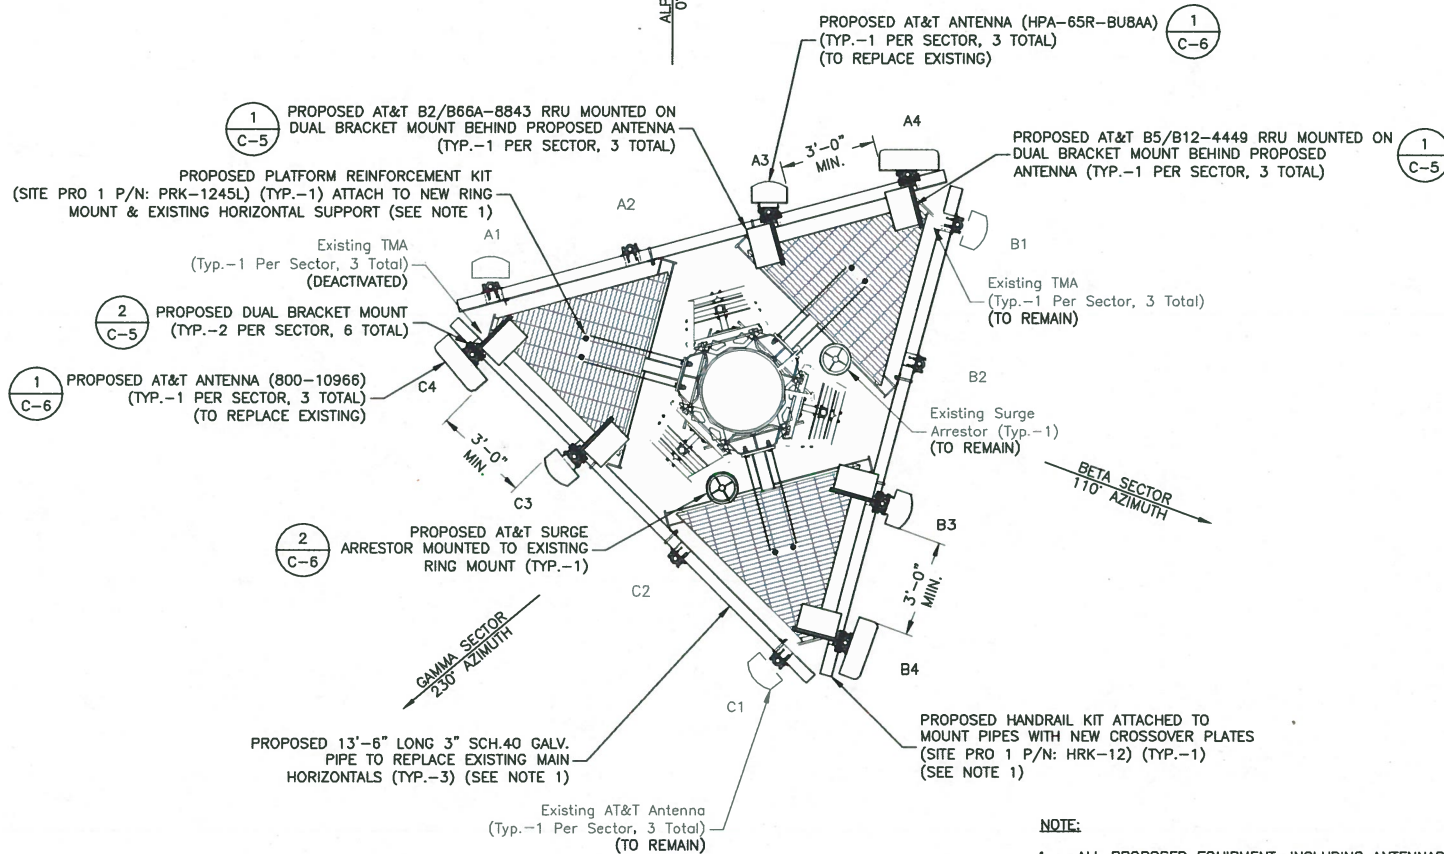 ALF
0'
PROPOSED AT&T ANTENNA (HPA-65R-BU8AA)
(TYP.-1 PER SECTOR, 3 TOTAL)
(TO REPLACE EXISTING)
1
C-6
1
C-5
PROPOSED AT&T B2/B66A-8843 RRU MOUNTED ON
DUAL BRACKET MOUNT BEHIND PROPOSED ANTENNA
(TYP.-1 PER SECTOR, 3 TOTAL)
A3
3'-0"
MIN.
A4
PROPOSED AT&T B5/B12-4449 RRU MOUNTED ON
DUAL BRACKET MOUNT BEHIND PROPOSED
ANTENNA (TYP.-1 PER SECTOR, 3 TOTAL)
1
C-5
PROPOSED PLATFORM REINFORCEMENT KIT
(SITE PRO 1 P/N: PRK-1245L) (TYP.-1) ATTACH TO NEW RING
MOUNT & EXISTING HORIZONTAL SUPPORT (SEE NOTE 1)
A2
A1
B1
Existing TMA
(Typ.-1 Per Sector, 3 Total)
(DEACTIVATED)
Existing TMA
(Typ.-1 Per Sector, 3 Total)
(TO REMAIN)
2
C-5
PROPOSED DUAL BRACKET MOUNT
(TYP.-2 PER SECTOR, 6 TOTAL)
1
C-6
PROPOSED AT&T ANTENNA (800-10966)
(TYP.-1 PER SECTOR, 3 TOTAL)
(TO REPLACE EXISTING)
C4
B2
Existing Surge
Arrestor (Typ.-1)
(TO REMAIN)
3'-0"
MIN.
BETA SECTOR
110° AZIMUTH
C3
B3
2
C-6
PROPOSED AT&T SURGE
ARRESTOR MOUNTED TO EXISTING
RING MOUNT (TYP.-1)
3'-0"
MIIN.
C2
GAMMA SECTOR
230° AZIMUTH
B4
C1
PROPOSED 13'-6" LONG 3" SCH.40 GALV.
PIPE TO REPLACE EXISTING MAIN
HORIZONTALS (TYP.-3) (SEE NOTE 1)
PROPOSED HANDRAIL KIT ATTACHED TO
MOUNT PIPES WITH NEW CROSSOVER PLATES
(SITE PRO 1 P/N: HRK-12) (TYP.-1)
(SEE NOTE 1)
Existing AT&T Antenna
(Typ.-1 Per Sector, 3 Total)
(TO REMAIN)
NOTE:
1. ALL PROPOSED EQUIPMENT, INCLUDING ANTENNAS